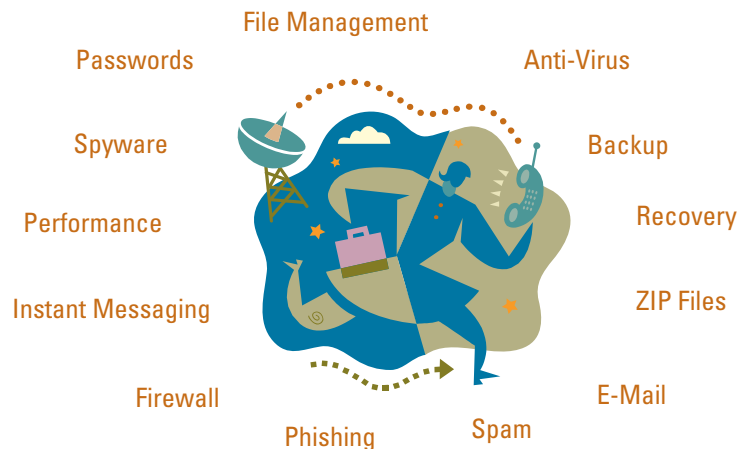 File Management
Passwords
Anti-Virus
Spyware
Backup
Performance
Recovery
Instant Messaging
ZIP Files
Firewall
E-Mail
Phishing
Spam